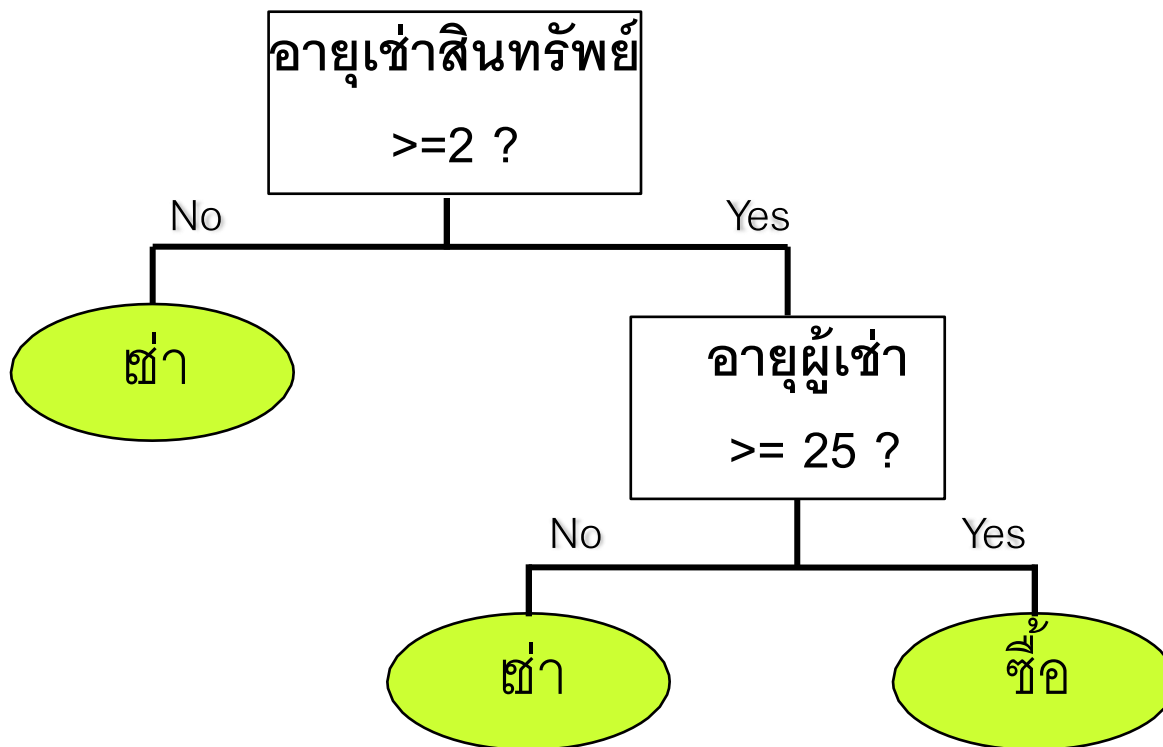 อายุเช่าสินทรัพย์
>=2 ?
No
Yes
เช่า
อายุผู้เช่า
>= 25 ?
No
Yes
เช่า
ซื้อ